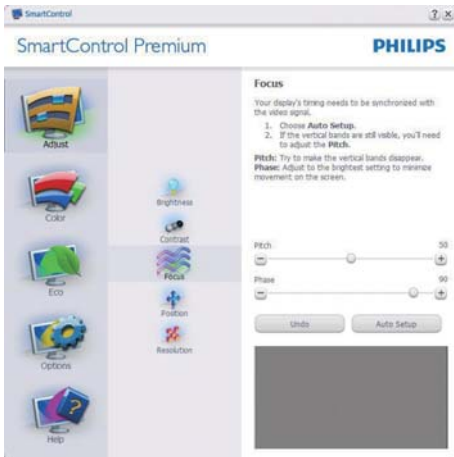 SmartControl
SmartControl Premium
PHILIPS
Adjust
Color
Eco
Options
Help
Brightness
Contrast
Focus
Position
Resolution
Focus
Your display's timing needs to be synchronized with
the video signal.
1. Choose Auto Setup.
2. If the vertical bands are still visible, you'll need
to adjust the Pitch.
Pitch: Try to make the vertical bands disappear.
Phase: Adjust to the brightest setting to minimize
movement on the screen.
Pitch 50
Phase 90
Undo Auto Setup